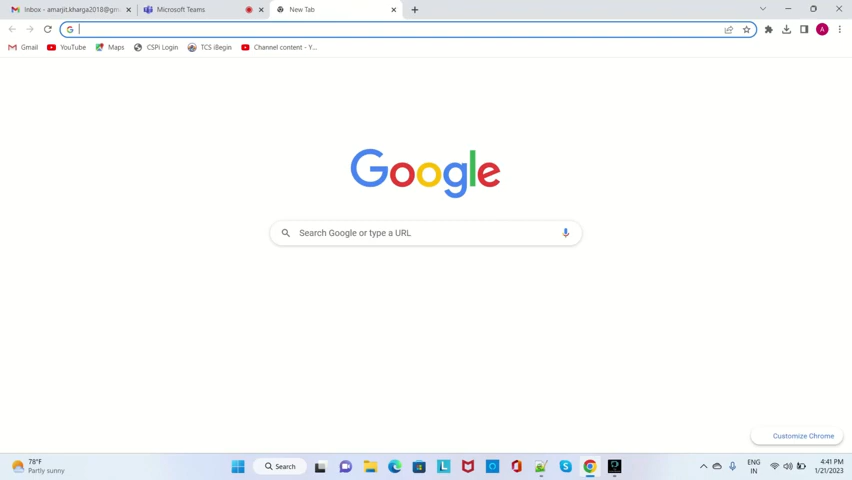 Inbox - amarjit.kharga2018@gm
Microsoft Teams
New Tab
Gmail
YouTube
Maps
CSPi Login
TCS iBegin
Channel content - Y...
A
Google
Search Google or type a URL
Customize Chrome
78°F
Partly sunny
Search
L
S
ENG
IN
4:41 PM
1/21/2023